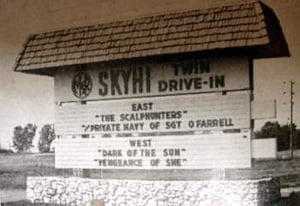 SKYHI TWIN
DRIVE-IN
EAST
"THE SCALPHUNTERS"
"PRIVATE NAVY OF SGT O'FARRELL
WEST
"DARK OF THE SUN"
"VENGEANCE OF SHE"